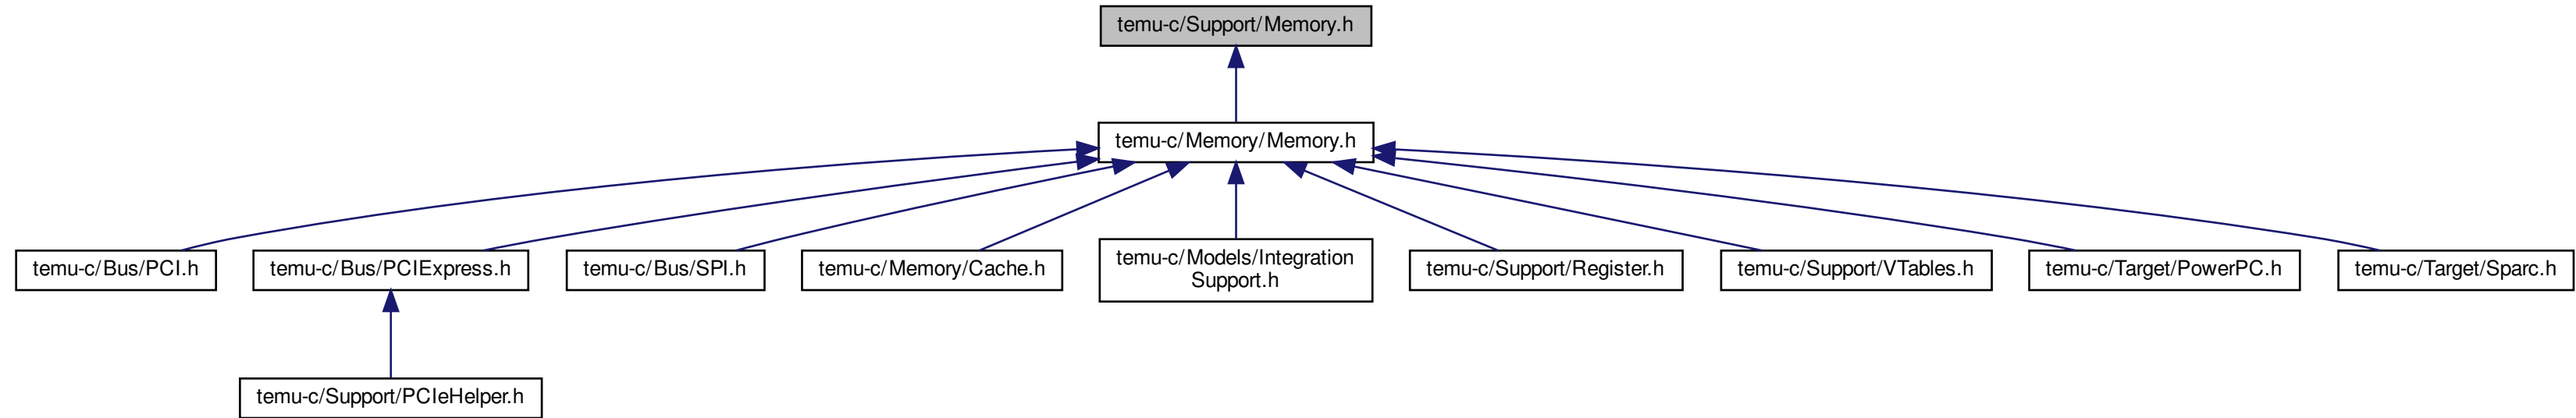 temu-c/Support/Memory.h
temu-c/Memory/Memory.h
temu-c/Bus/PCI.h
temu-c/Bus/PCIExpress.h
temu-c/Bus/SPI.h
temu-c/Memory/Cache.h
temu-c/Models/Integration
Support.h
temu-c/Support/Register.h
temu-c/Support/VTables.h
temu-c/Target/PowerPC.h
temu-c/Target/Sparc.h
temu-c/Support/PCIeHelper.h